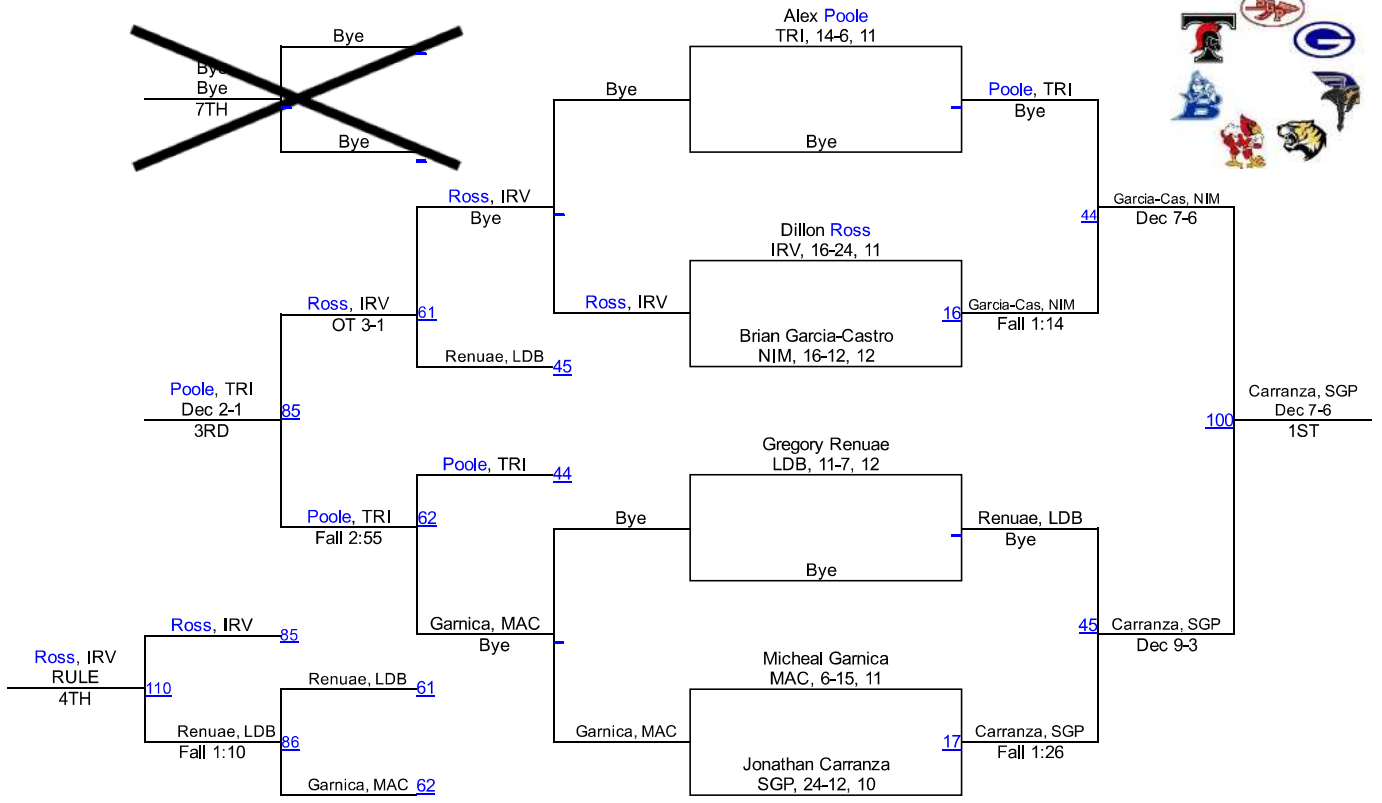 Bye
Bye
Bye
7TH
Bye
Alex Poole
TRI, 14-6, 11
Bye
Bye
Poole, TRI
Bye
Ross, IRV
Bye
Garcia-Cas, NIM
44
Dec 7-6
Dillon Ross
IRV, 16-24, 11
Ross, IRV
61
OT 3-1
Ross, IRV
16
Garcia-Cas, NIM
Fall 1:14
Brian Garcia-Castro
NIM, 16-12, 12
Renuae, LDB
45
Poole, TRI
Dec 2-1
85
3RD
Carranza, SGP
Dec 7-6
100
1ST
Gregory Renuae
LDB, 11-7, 12
Poole, TRI
44
Poole, TRI
62
Fall 2:55
Bye
Renuae, LDB
Bye
Bye
Garnica, MAC
Bye
45
Carranza, SGP
Dec 9-3
Ross, IRV
85
Ross, IRV
RULE
110
4TH
Micheal Garnica
MAC, 6-15, 11
Renuae, LDB
61
Renuae, LDB
86
Fall 1:10
Garnica, MAC
17
Carranza, SGP
Fall 1:26
Jonathan Carranza
SGP, 24-12, 10
Garnica, MAC
62
T
GP
G
B